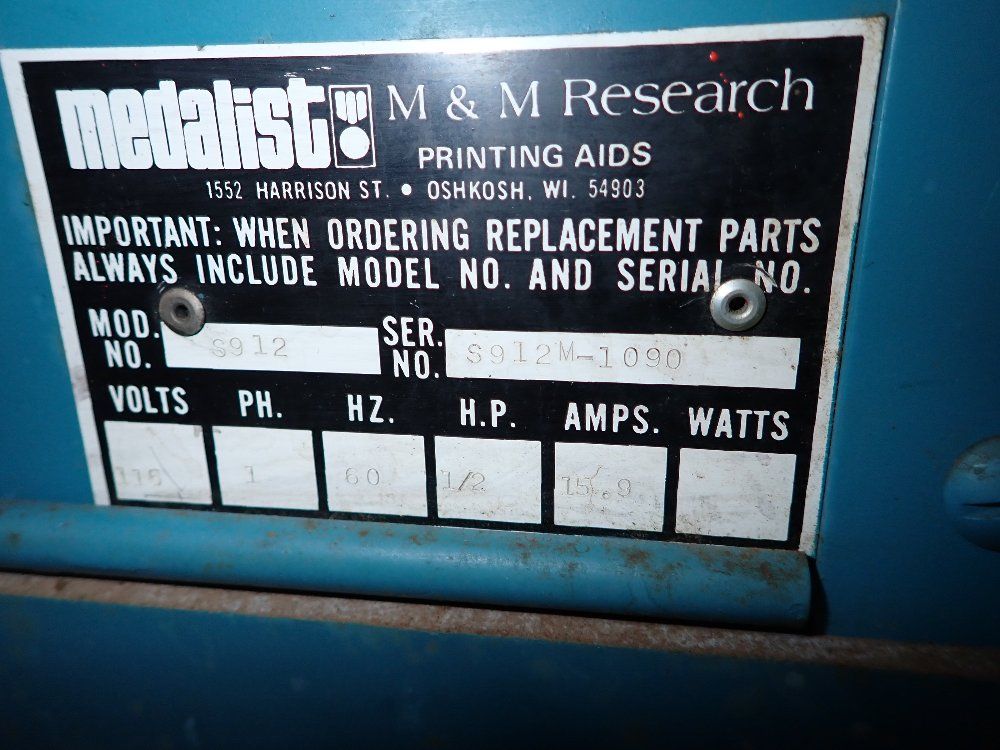 medalist M & M Research
PRINTING AIDS
1552 HARRISON ST. • OSHKOSH, WI. 54903
IMPORTANT: WHEN ORDERING REPLACEMENT PARTS
ALWAYS INCLUDE MODEL NO. AND SERIAL NO.
MOD. NO. S912 SER. NO. S912M-1090
VOLTS PH. HZ. H.P. AMPS. WATTS
115 1 60 1/2 15.9